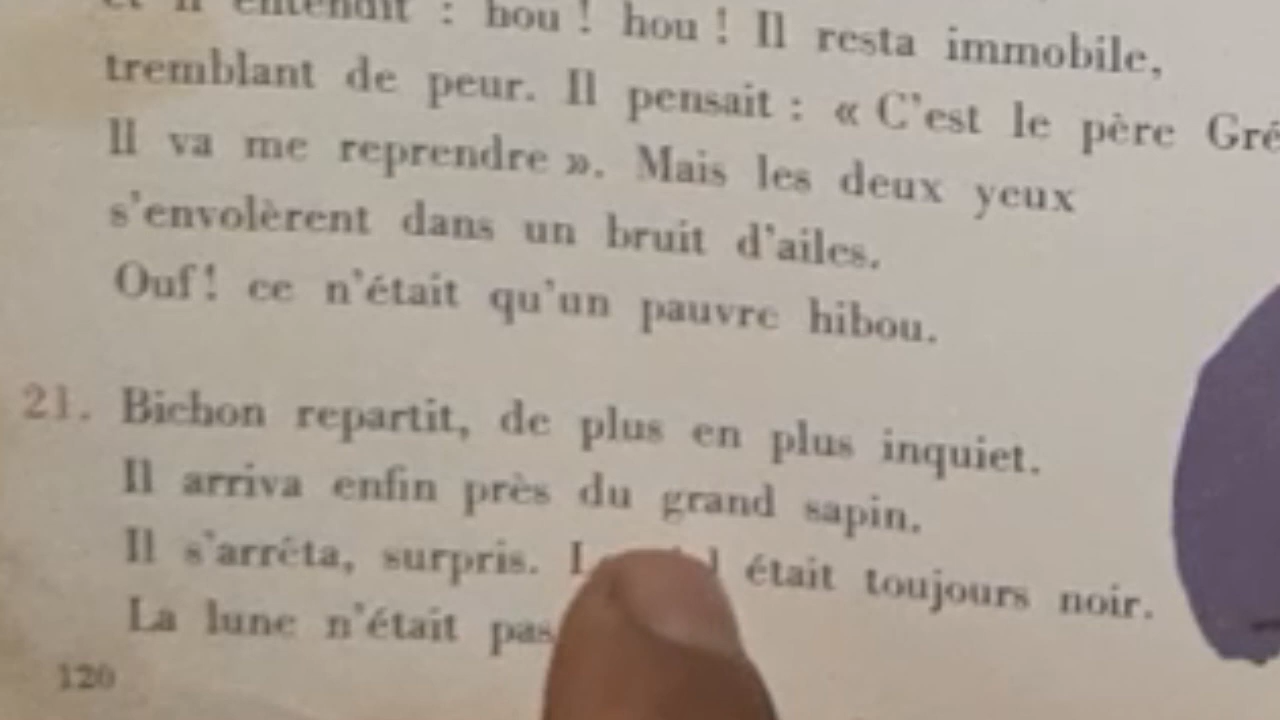 et il entendit : hou ! hou ! Il resta immobile,
tremblant de peur. Il pensait : « C'est le père Gré
Il va me reprendre ». Mais les deux yeux
s'envolèrent dans un bruit d'ailes.
Ouf! ce n'était qu'un pauvre hibou.
21. Bichon repartit, de plus en plus inquiet.
Il arriva enfin près du grand sapin.
Il s'arrêta, surpris. était toujours noir.
La lune n'était pas
120